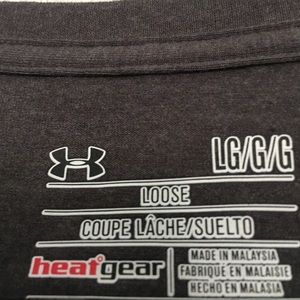 LG/G/G
LOOSE
COUPE LÂCHE/SUELTO
heatgear
MADE IN MALAYSIA
FABRIQUÉ EN MALAISIE
HECHO EN MALASIA